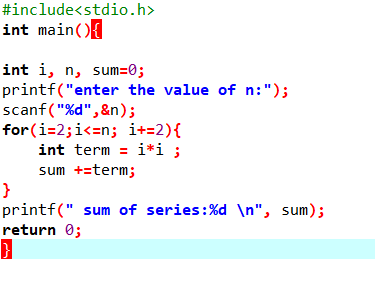 #include<stdio.h>
int main(){
int i, n, sum=0;
printf("enter the value of n:");
scanf("%d",&n);
for(i=2;i<=n; i+=2){
    int term = i*i ;
    sum +=term;
}
printf(" sum of series:%d \n", sum);
return 0;
}